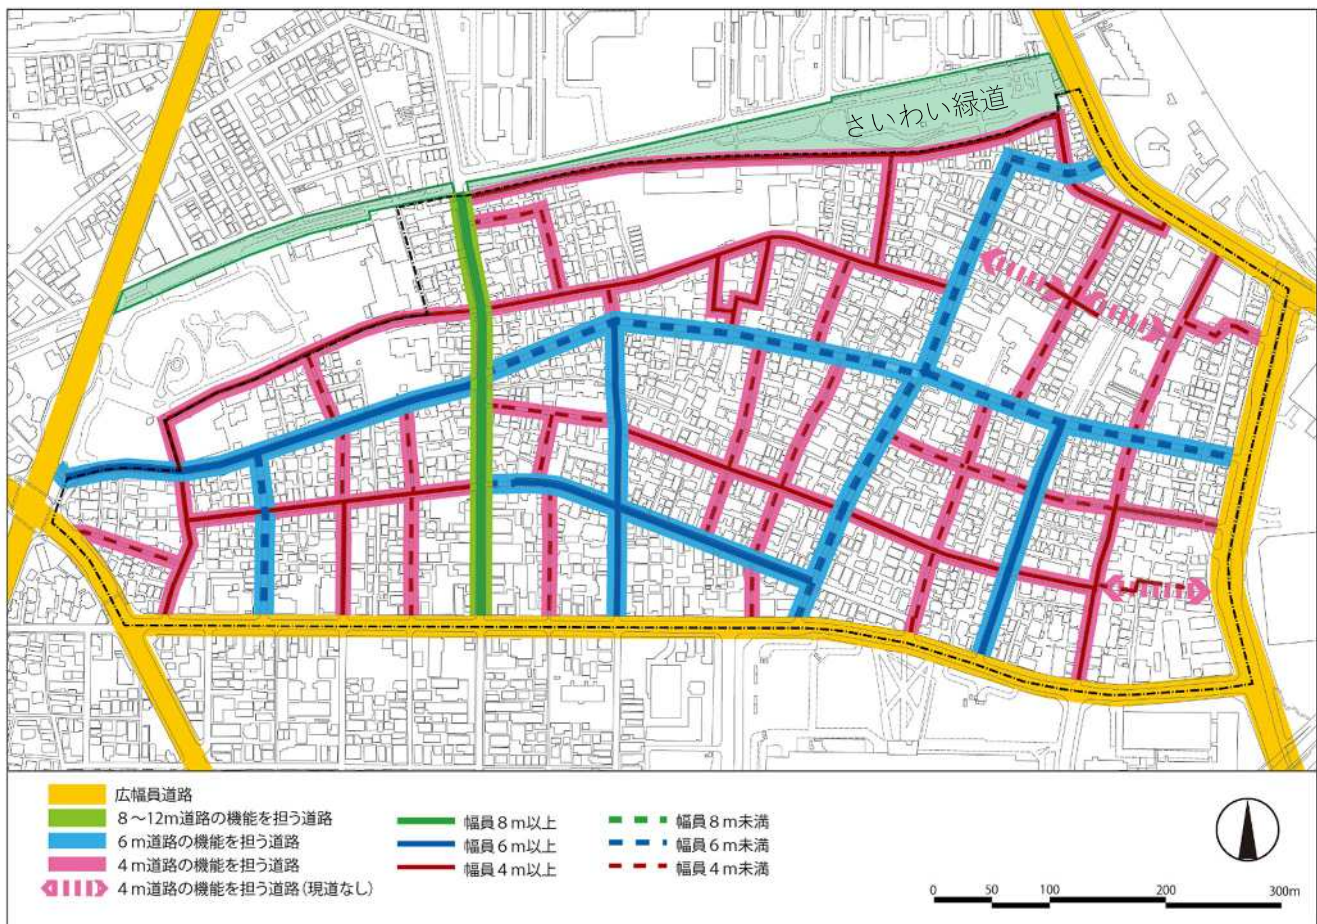 さいわい緑道
広幅員道路
8～12m道路の機能を担う道路
6m道路の機能を担う道路
4m道路の機能を担う道路
4m道路の機能を担う道路(現道なし)
幅員8m以上
幅員6m以上
幅員4m以上
幅員8m未満
幅員6m未満
幅員4m未満
0 50 100 200 300m